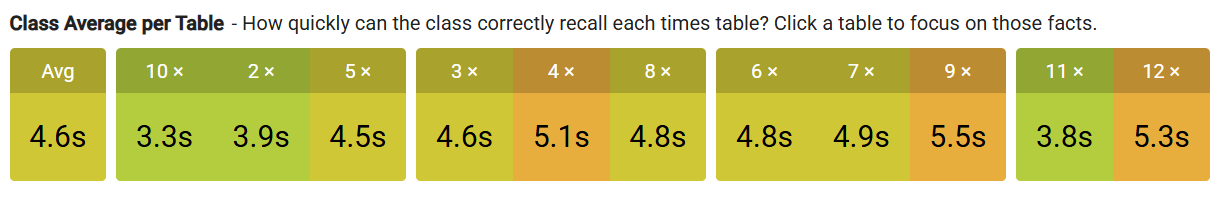 Class Average per Table - How quickly can the class correctly recall each times table? Click a table to focus on those facts.
Avg 10 × 2 × 5 × 3 × 4 × 8 × 6 × 7 × 9 × 11 × 12 ×
4.6s 3.3s 3.9s 4.5s 4.6s 5.1s 4.8s 4.8s 4.9s 5.5s 3.8s 5.3s